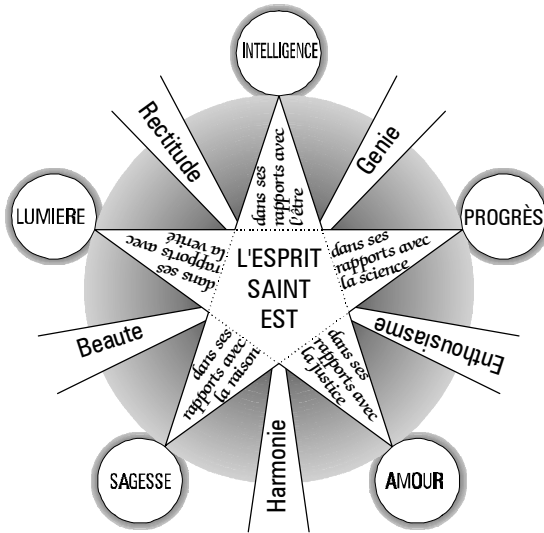 INTELLIGENCE
Rectitude
Genie
dans ses
rapports avec
l'être
LUMIERE
PROGRÈS
dans ses
rapports avec
la verité
L'ESPRIT
SAINT
EST
dans ses
rapports avec
la science
Beaute
Enthousiasme
dans ses
rapports avec
la raison
dans ses
rapports avec
la justice
Harmonie
SAGESSE
AMOUR